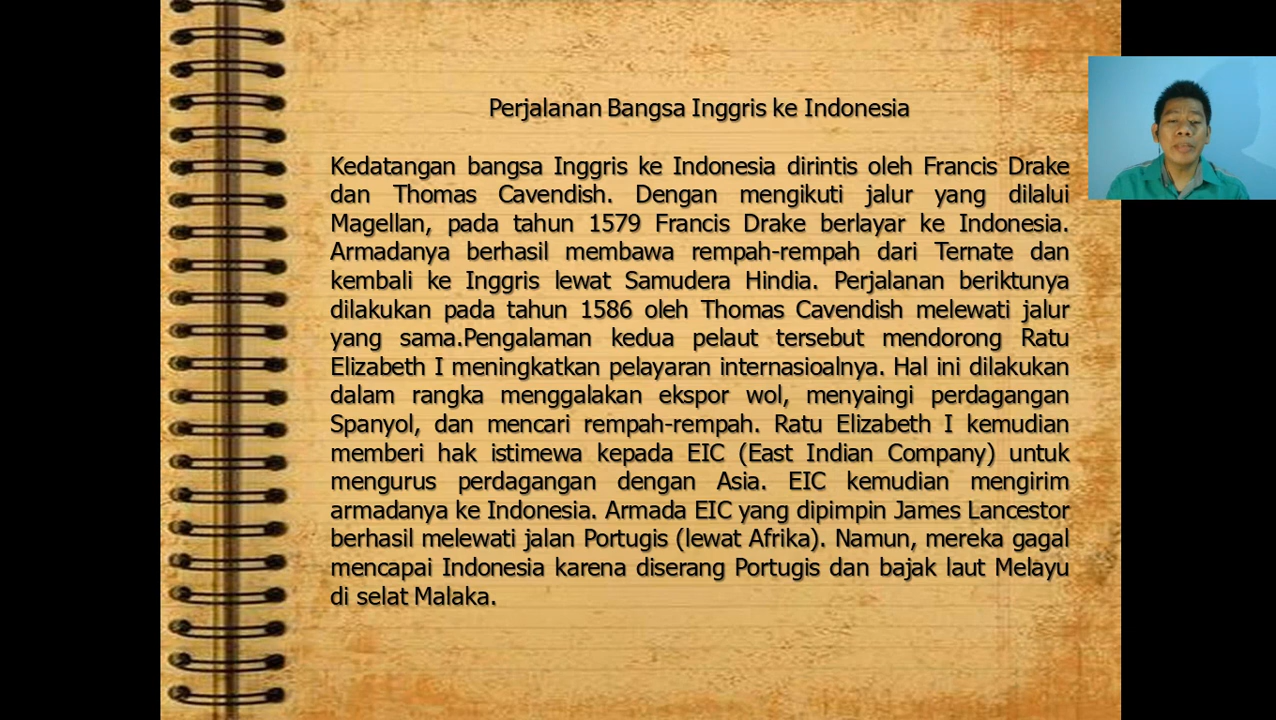 Perjalanan Bangsa Inggris ke Indonesia
Kedatangan bangsa Inggris ke Indonesia dirintis oleh Francis Drake
dan Thomas Cavendish. Dengan mengikuti jalur yang dilalui
Magellan, pada tahun 1579 Francis Drake berlayar ke Indonesia.
Armadanya berhasil membawa rempah-rempah dari Ternate dan
kembali ke Inggris lewat Samudera Hindia. Perjalanan beriktunya
dilakukan pada tahun 1586 oleh Thomas Cavendish melewati jalur
yang sama.Pengalaman kedua pelaut tersebut mendorong Ratu
Elizabeth I meningkatkan pelayaran internasioalnya. Hal ini dilakukan
dalam rangka menggalakan ekspor wol, menyaingi perdagangan
Spanyol, dan mencari rempah-rempah. Ratu Elizabeth I kemudian
memberi hak istimewa kepada EIC (East Indian Company) untuk
mengurus perdagangan dengan Asia. EIC kemudian mengirim
armadanya ke Indonesia. Armada EIC yang dipimpin James Lancestor
berhasil melewati jalan Portugis (lewat Afrika). Namun, mereka gagal
mencapai Indonesia karena diserang Portugis dan bajak laut Melayu
di selat Malaka.